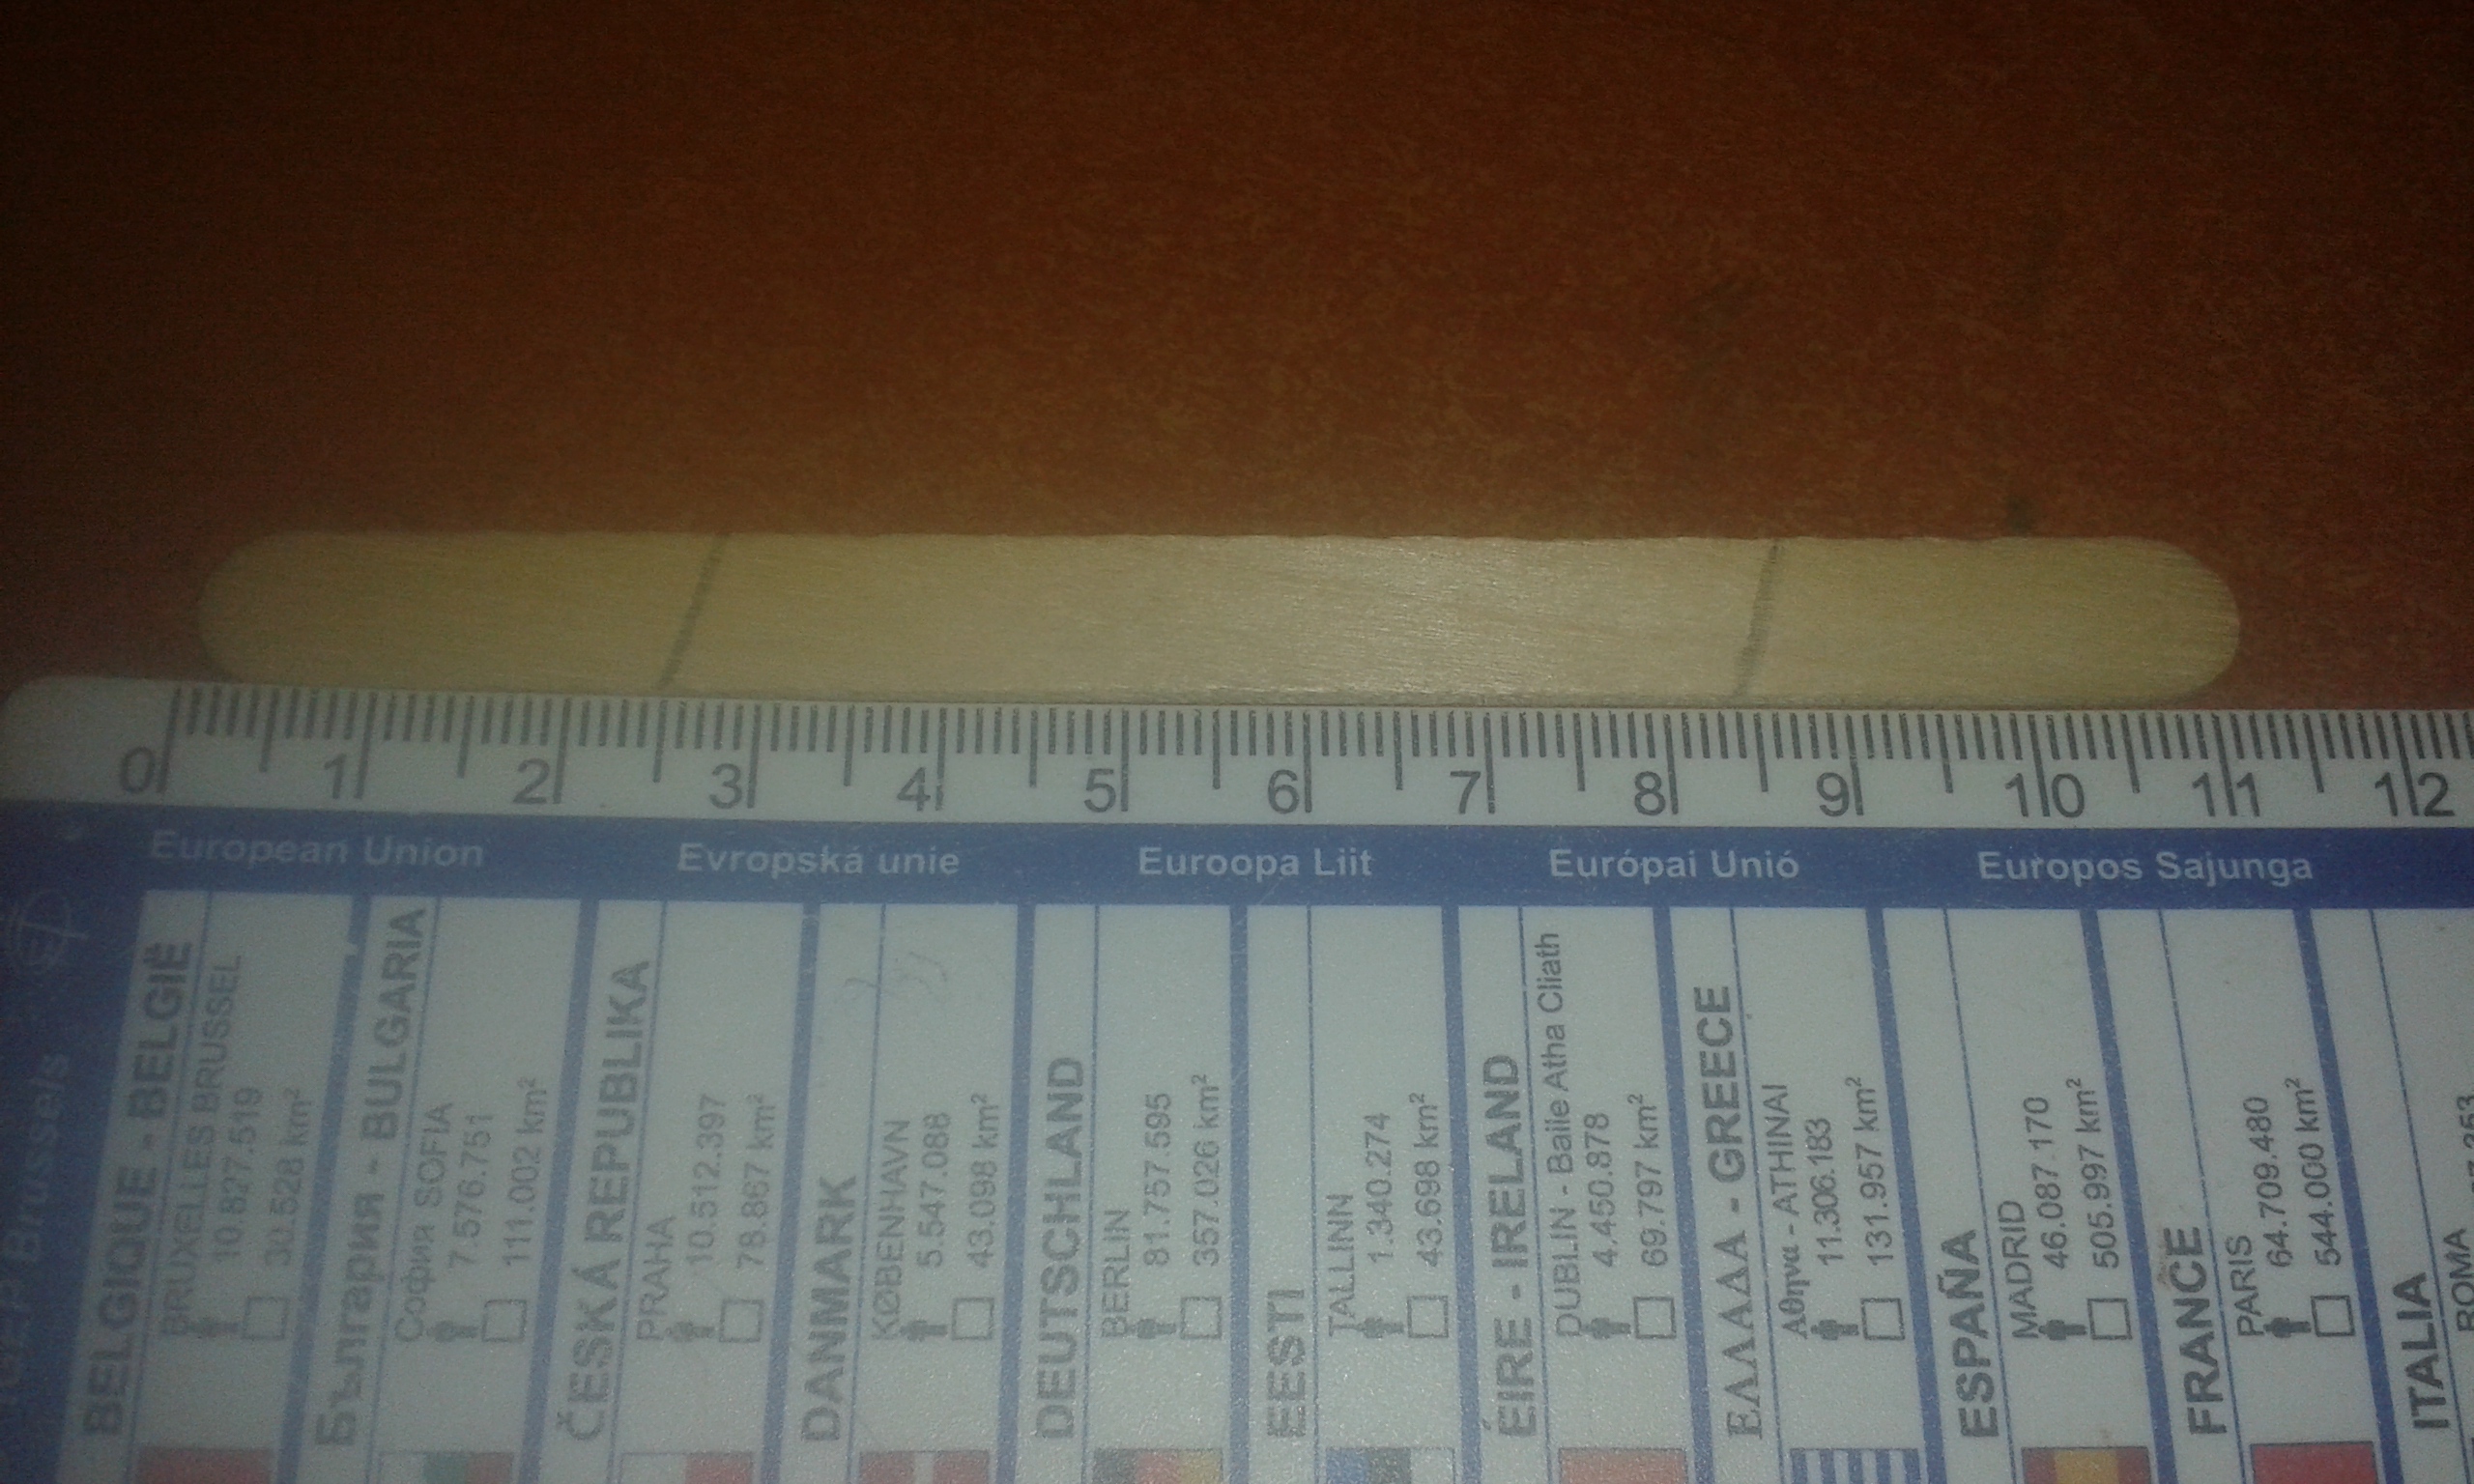 0 1 2 3 4 5 6 7 8 9 10 11 12
European Union Evropská unie Euroopa Liit Európai Unió Europos Sajunga
Brussels
BELGIQUE - BELGIË
BRUXELLES BRUSSEL
10.827.519
30.528 km²
България - BULGARIA
София SOFIA
7.576.751
111.002 km²
ČESKÁ REPUBLIKA
PRAHA
10.512.397
78.867 km²
DANMARK
KØBENHAVN
5.547.088
43.098 km²
DEUTSCHLAND
BERLIN
81.757.595
357.026 km²
EESTI
TALLINN
1.340.274
43.698 km²
ÉIRE - IRELAND
DUBLIN - Baile Atha Cliath
4.450.878
69.797 km²
ΕΛΛΑΔΑ - GREECE
Αθηνα - ATHINAI
11.306.183
131.957 km²
ESPAÑA
MADRID
46.087.170
505.997 km²
FRANCE
PARIS
64.709.480
544.000 km²
ITALIA
ROMA